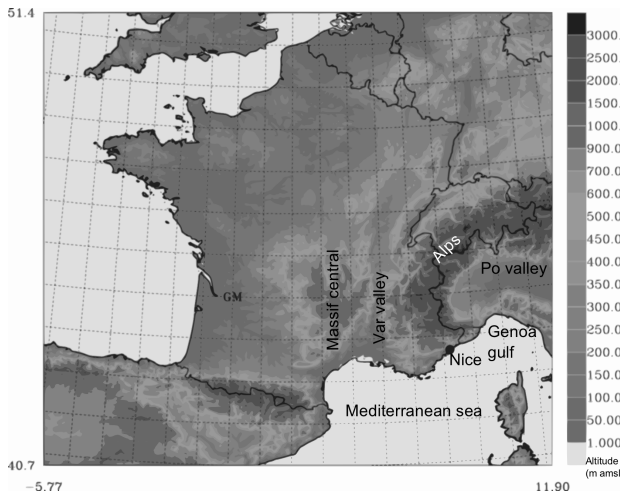 51.4
3000.
2500
2000
1500
1000.
900.0
700.0
600.0
500.0
450.0
400.0
350.0
300.0
250.0
200.0
150.0
100.0
50.00
1.000
Altitude
(m amsl
Alps
Po valley
GM
Massif central
Var valley
Genoa
gulf
Nice
Mediterranean sea
40.7
-5.77
11.90